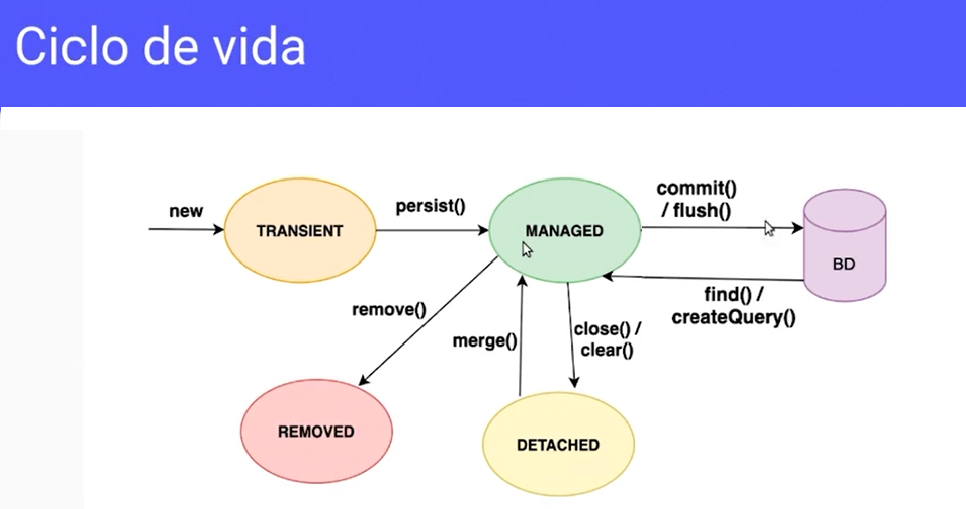 Ciclo de vida
new
TRANSIENT
persist()
MANAGED
commit()
/ flush()
BD
find() /
createQuery()
remove()
merge()
close() /
clear()
REMOVED
DETACHED